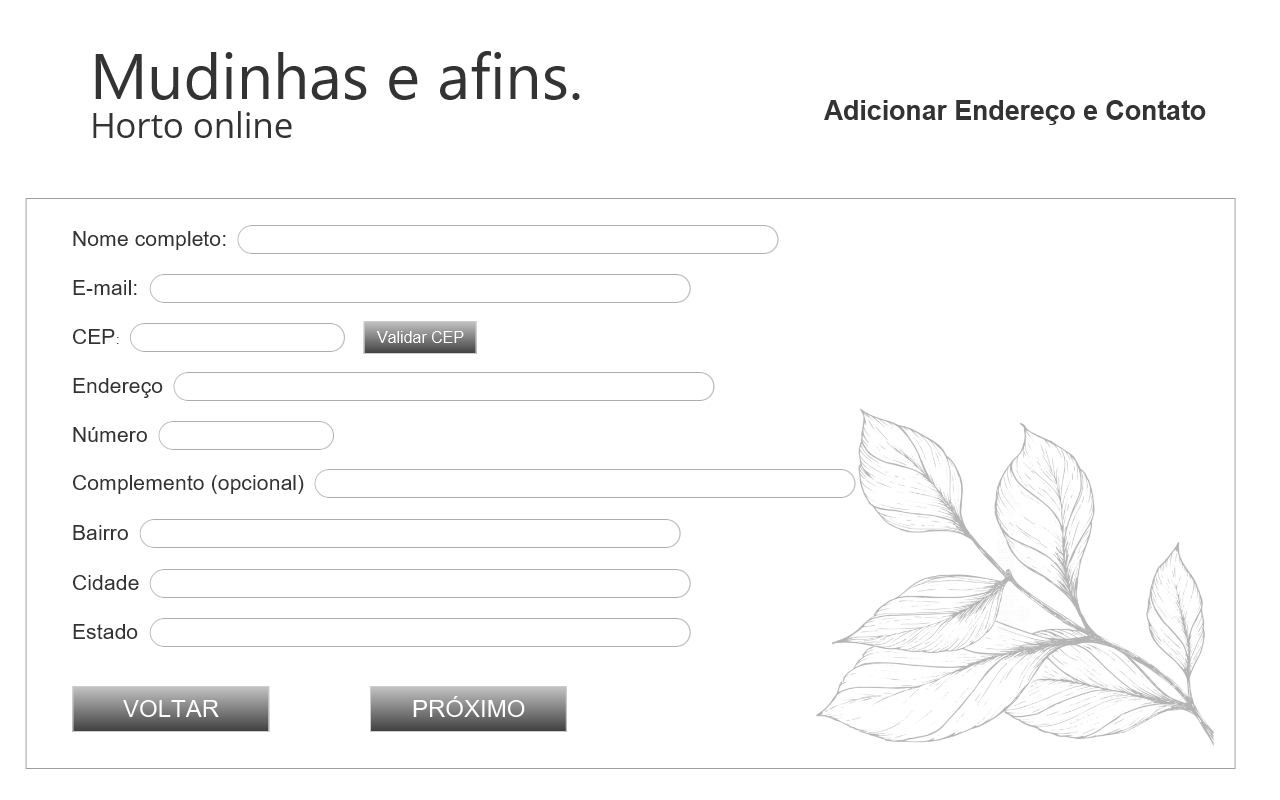 Mudinhas e afins.
Horto online
Adicionar Endereço e Contato
Nome completo:
E-mail:
CEP:
Validar CEP
Endereço
Número
Complemento (opcional)
Bairro
Cidade
Estado
VOLTAR
PRÓXIMO